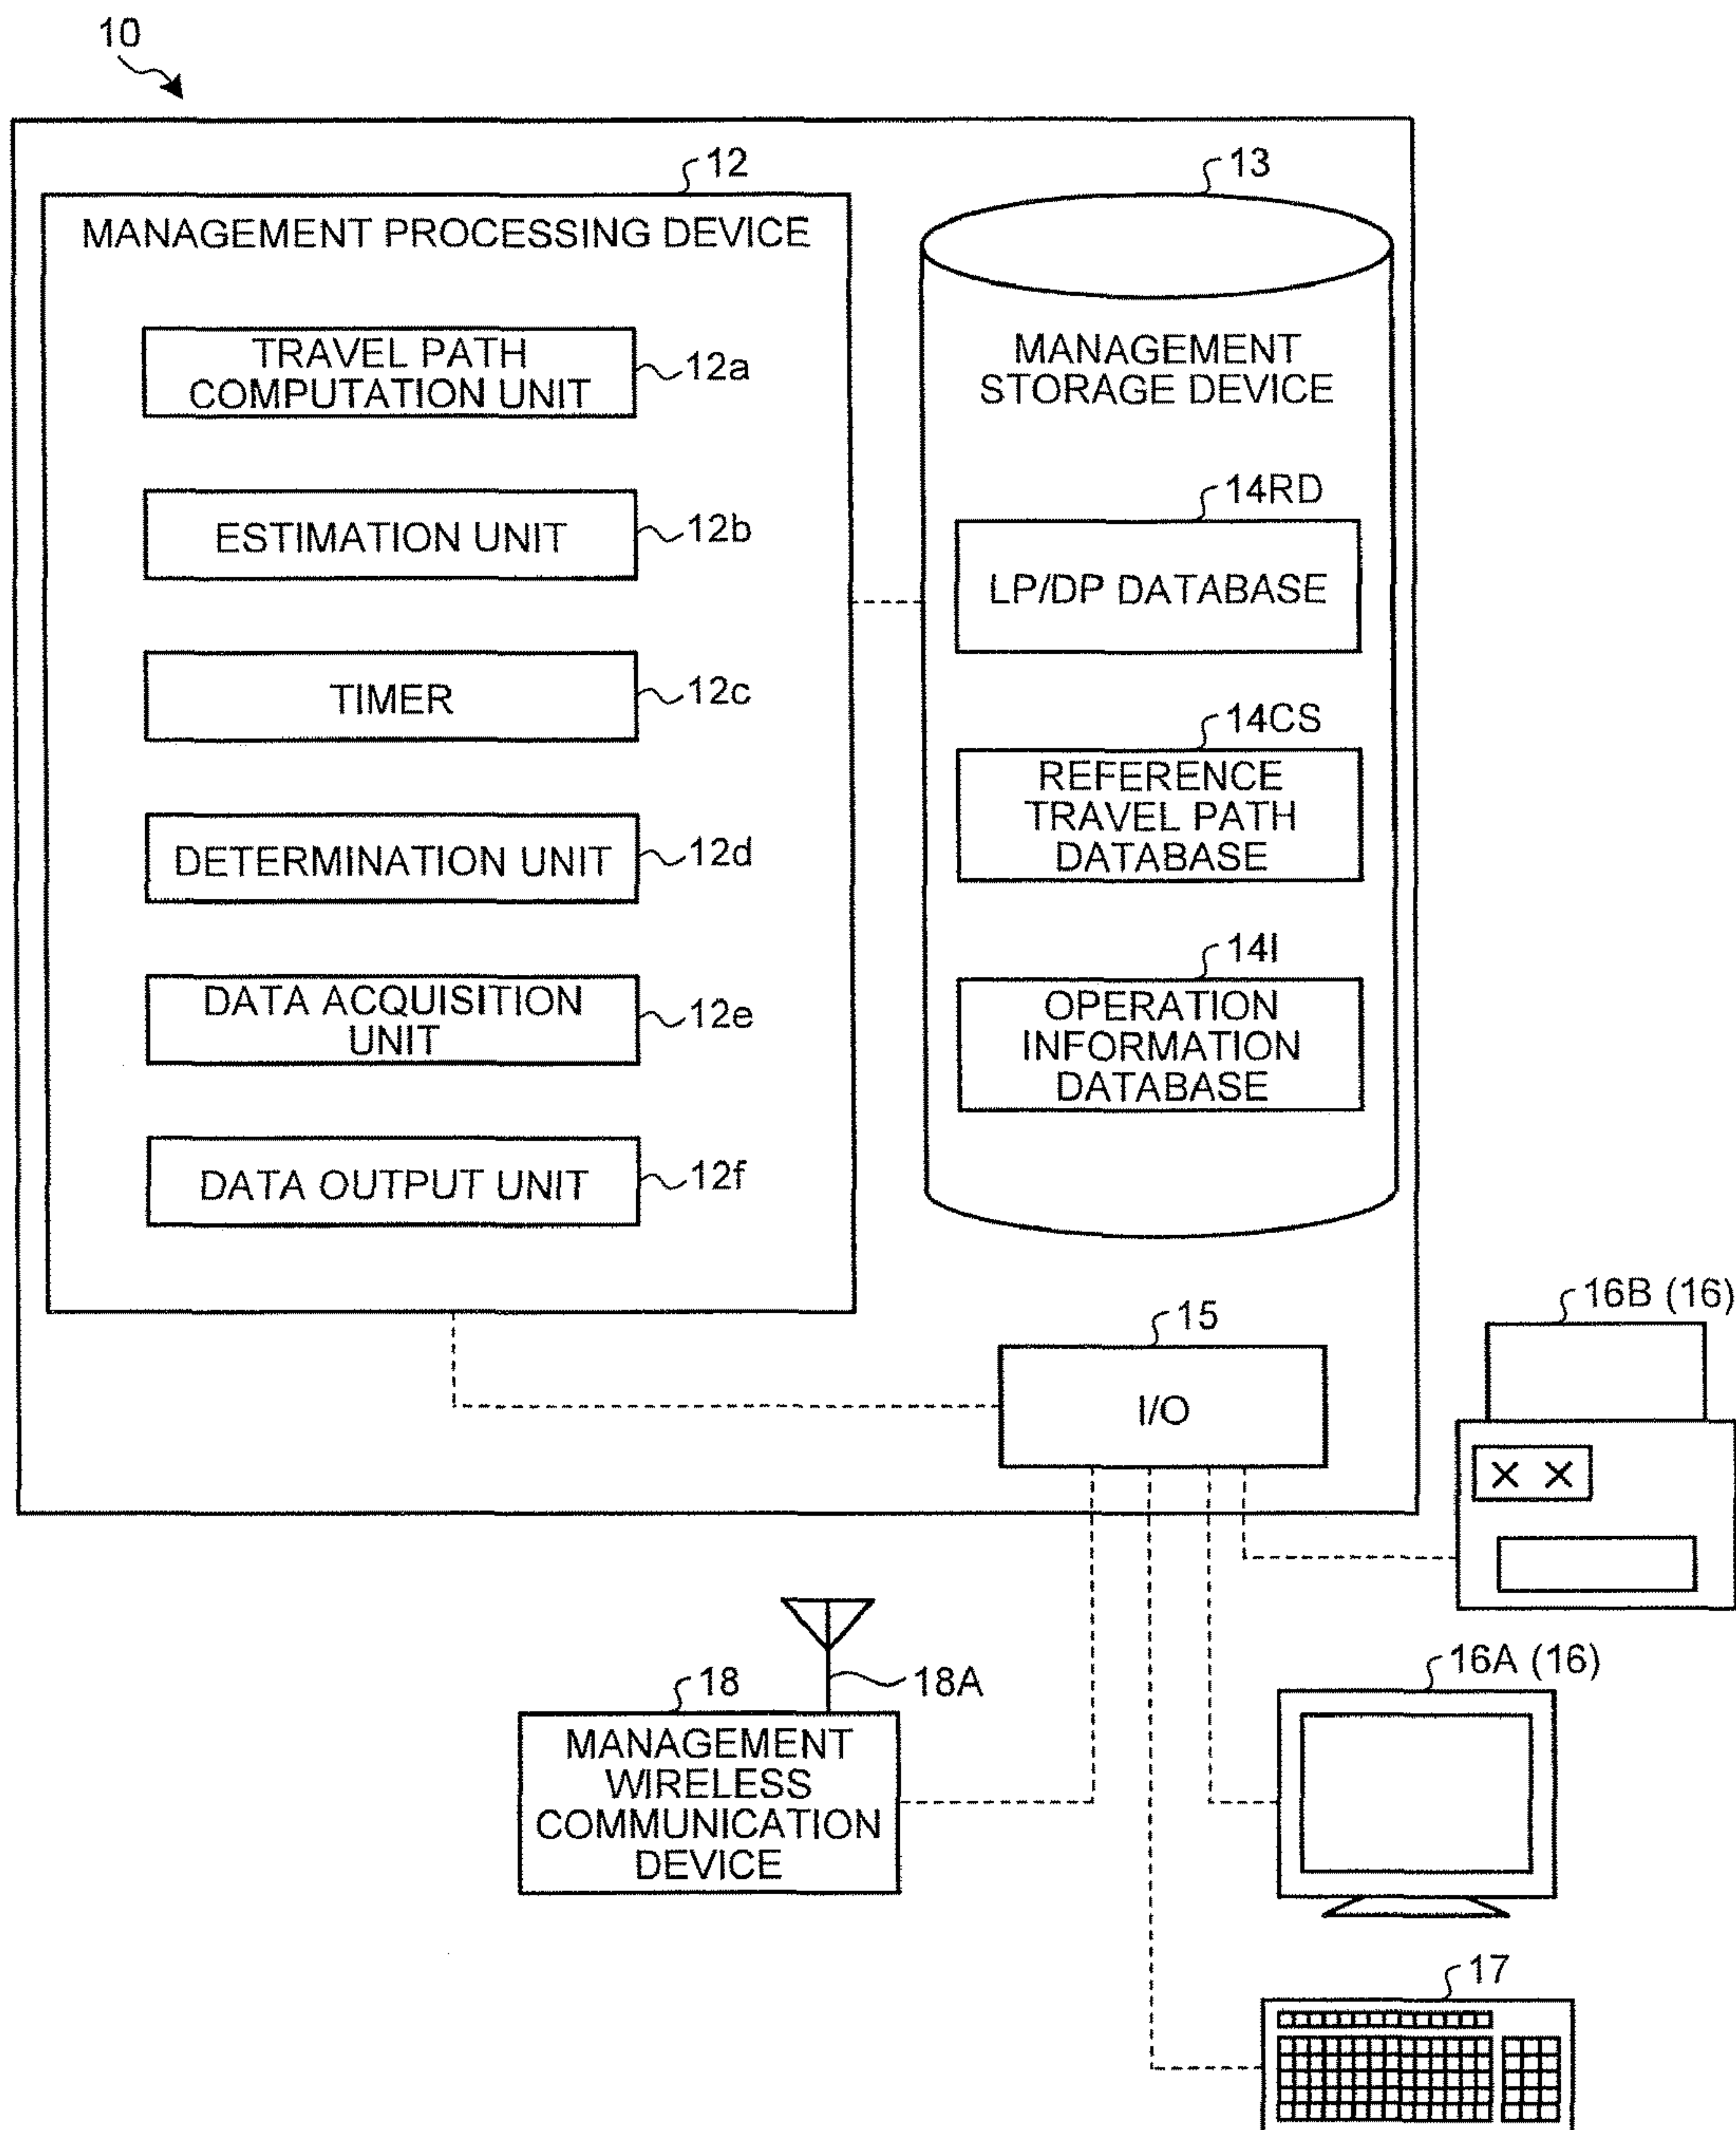 10
12
MANAGEMENT PROCESSING DEVICE
TRAVEL PATH
COMPUTATION UNIT
12a
ESTIMATION UNIT
12b
TIMER
12c
DETERMINATION UNIT
12d
DATA ACQUISITION
UNIT
12e
DATA OUTPUT UNIT
12f
13
MANAGEMENT
STORAGE DEVICE
14RD
LP/DP DATABASE
14CS
REFERENCE
TRAVEL PATH
DATABASE
14I
OPERATION
INFORMATION
DATABASE
15
I/O
16B (16)
X X
18
18A
MANAGEMENT
WIRELESS
COMMUNICATION
DEVICE
16A (16)
17